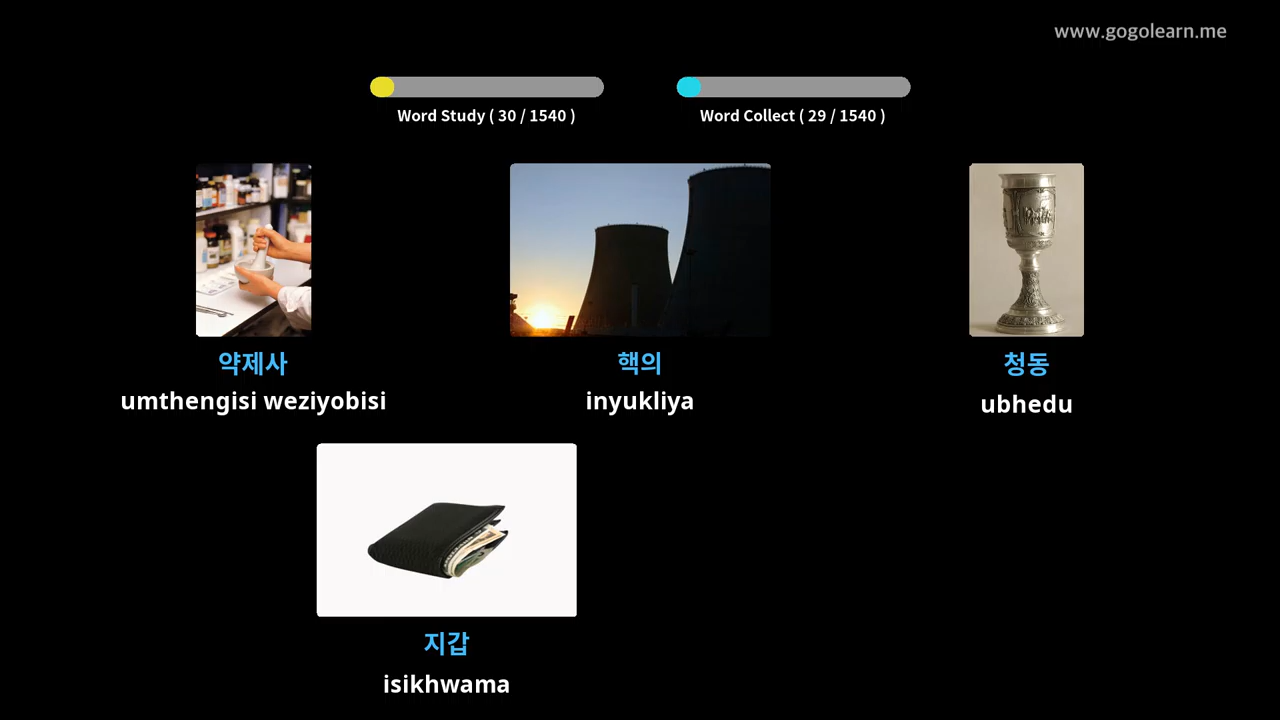 www.gogolearn.me
Word Study ( 30 / 1540 )
Word Collect ( 29 / 1540 )
약제사
umthengisi weziyobisi
핵의
inyukliya
청동
ubhedu
지갑
isikhwama